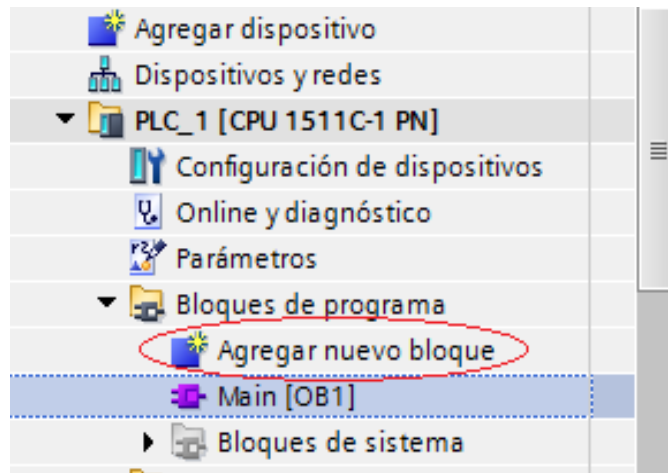 Agregar dispositivo
Dispositivos y redes
PLC_1 [CPU 1511C-1 PN]
Configuración de dispositivos
Online y diagnóstico
Parámetros
Bloques de programa
Agregar nuevo bloque
Main [OB1]
Bloques de sistema